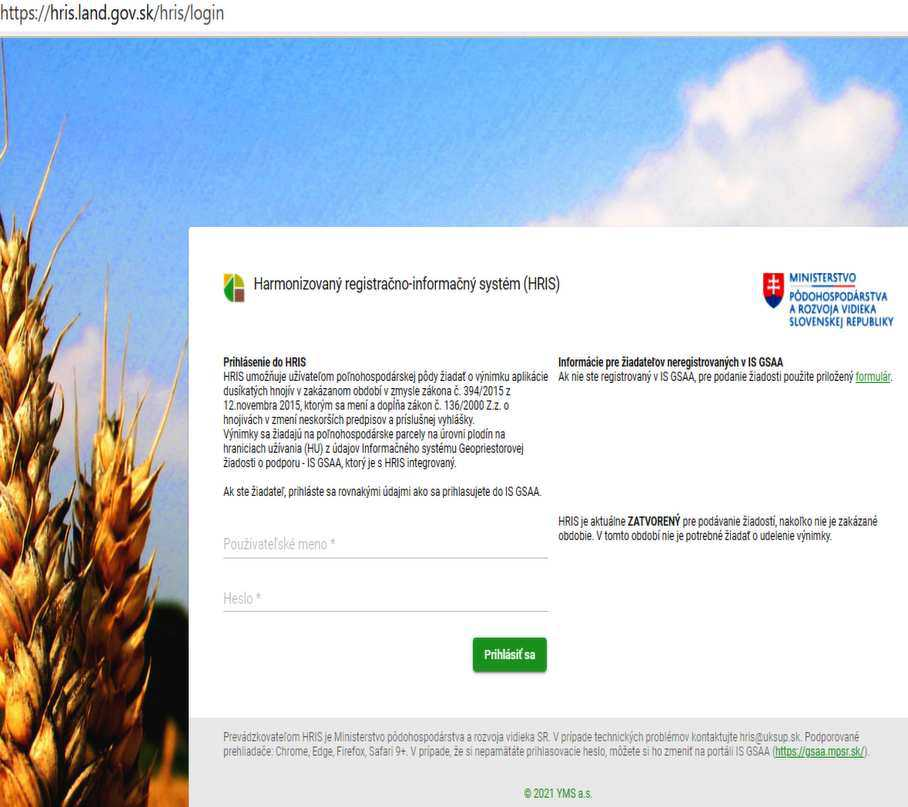 https://hris.land.gov.sk/hris/login
Harmonizovaný registračno-informačný systém (HRIS)
MINISTERSTVO
PÔDOHOSPODÁRSTVA
A ROZVOJA VIDIEKA
SLOVENSKEJ REPUBLIKY
Prihlásenie do HRIS
HRIS umožňuje užívateľom poľnohospodárskej pôdy žiadať o výnimku aplikácie
dusíkatých hnojív v zakázanom období v zmysle zákona č. 394/2015 z
12.novembra 2015, ktorým sa mení a dopĺňa zákon č. 136/2000 Z.z. o
hnojivách v zmení neskorších predpisov a príslušnej vyhlášky.
Výnimky sa žiadajú na poľnohospodárske parcely na úrovni plodín na
hraniciach užívania (HU) z údajov Informačného systému Geopriestorovej
žiadosti o podporu - IS GSAA, ktorý je s HRIS integrovaný.
Ak ste žiadateľ, prihláste sa rovnakými údajmi ako sa prihlasujete do IS GSAA.
Používateľské meno *
Heslo *
Prihlásiť sa
Informácie pre žiadateľov neregistrovaných v IS GSAA
Ak nie ste registrovaný v IS GSAA, pre podanie žiadosti použite priložený formulár.
HRIS je aktuálne ZATVORENÝ pre podávanie žiadostí, nakoľko nie je zakázané
obdobie. V tomto období nie je potrebné žiadať o udelenie výnimky.
Prevádzkovateľom HRIS je Ministerstvo pôdohospodárstva a rozvoja vidieka SR. V prípade technických problémov kontaktujte hris@uksup.sk. Podporované
prehliadače: Chrome, Edge, Firefox, Safari 9+. V prípade, že si nepamätáte prihlasovacie heslo, môžete si ho zmeniť na portáli IS GSAA (https://gsaa.mpsr.sk/).
© 2021 YMS a.s.